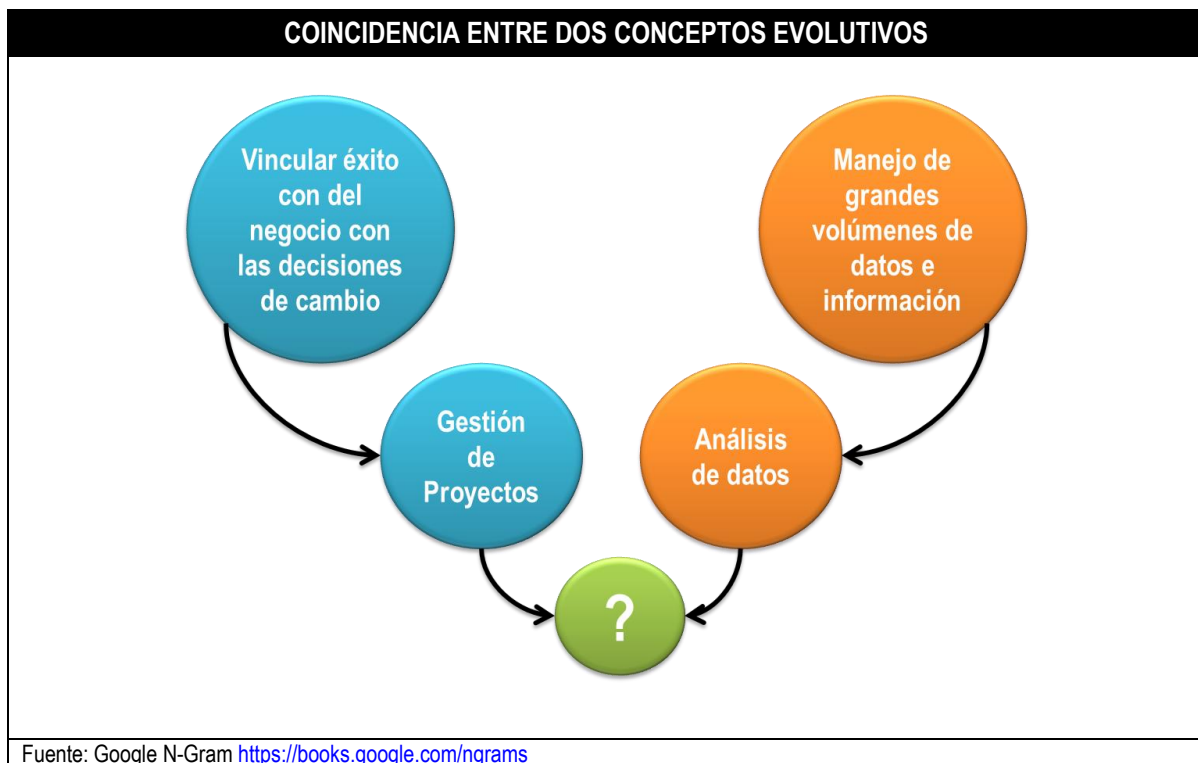 COINCIDENCIA ENTRE DOS CONCEPTOS EVOLUTIVOS
Vincular éxito
con del
negocio con
las decisiones
de cambio
Manejo de
grandes
volúmenes de
datos e
información
Gestión
de
Proyectos
Análisis
de datos
?
Fuente: Google N-Gram https://books.google.com/ngrams